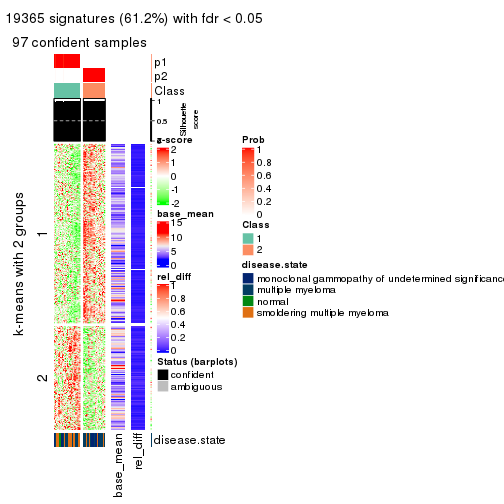 19365 signatures (61.2%) with fdr < 0.05
97 confident samples
p1
p2
Class
1
0.5
0
Silhouette
score
k-means with 2 groups
1
2
z-score
2
1
0
-1
-2
base_mean
15
10
5
0
rel_diff
1
0.8
0.6
0.4
0.2
0
Status (barplots)
confident
ambiguous
Prob
1
0.8
0.6
0.4
0.2
0
Class
1
2
disease.state
monoclonal gammopathy of undetermined significance
multiple myeloma
normal
smoldering multiple myeloma
disease.state
base_mean
rel_diff